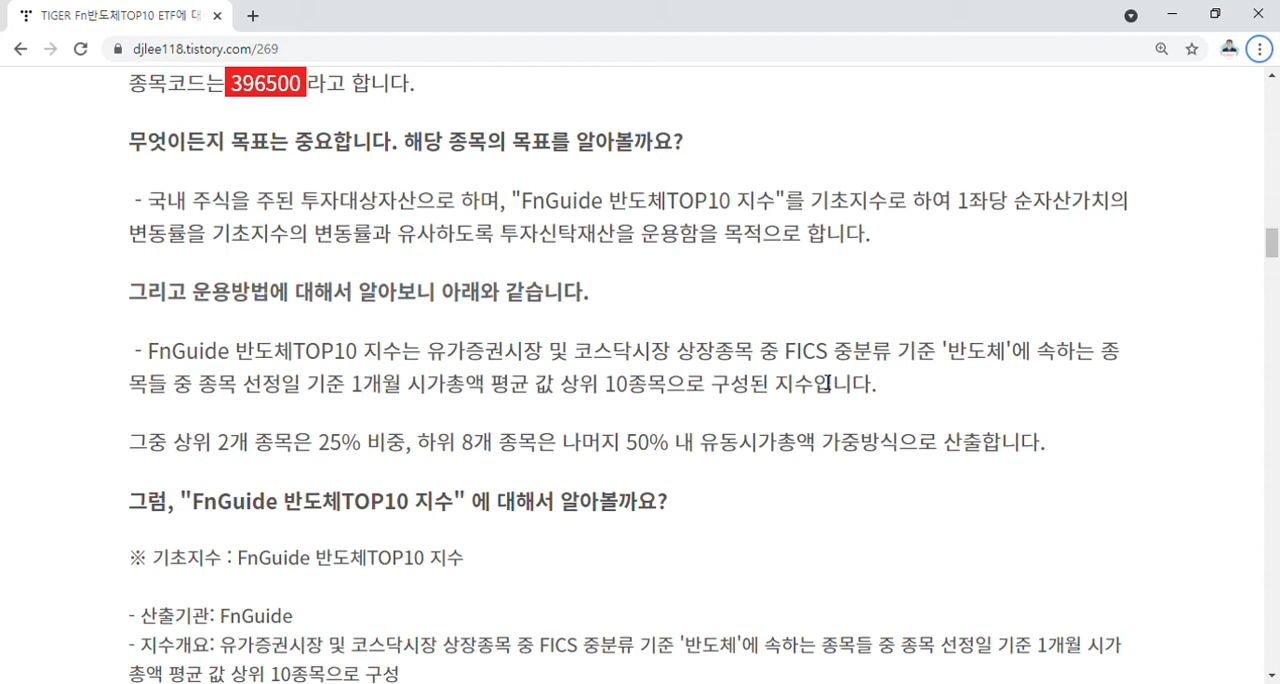 TIGER Fn반도체TOP10 ETF에 대
djlee118.tistory.com/269
종목코드는 396500 라고 합니다.
무엇이든지 목표는 중요합니다. 해당 종목의 목표를 알아볼까요?
- 국내 주식을 주된 투자대상자산으로 하며, "FnGuide 반도체TOP10 지수"를 기초지수로 하여 1좌당 순자산가치의
변동률을 기초지수의 변동률과 유사하도록 투자신탁재산을 운용함을 목적으로 합니다.
그리고 운용방법에 대해서 알아보니 아래와 같습니다.
- FnGuide 반도체TOP10 지수는 유가증권시장 및 코스닥시장 상장종목 중 FICS 중분류 기준 '반도체'에 속하는 종
목들 중 종목 선정일 기준 1개월 시가총액 평균 값 상위 10종목으로 구성된 지수입니다.
그중 상위 2개 종목은 25% 비중, 하위 8개 종목은 나머지 50% 내 유동시가총액 가중방식으로 산출합니다.
그럼, "FnGuide 반도체TOP10 지수" 에 대해서 알아볼까요?
※ 기초지수 : FnGuide 반도체TOP10 지수
- 산출기관: FnGuide
- 지수개요: 유가증권시장 및 코스닥시장 상장종목 중 FICS 중분류 기준 '반도체'에 속하는 종목들 중 종목 선정일 기준 1개월 시가
총액 평균 값 상위 10종목으로 구성